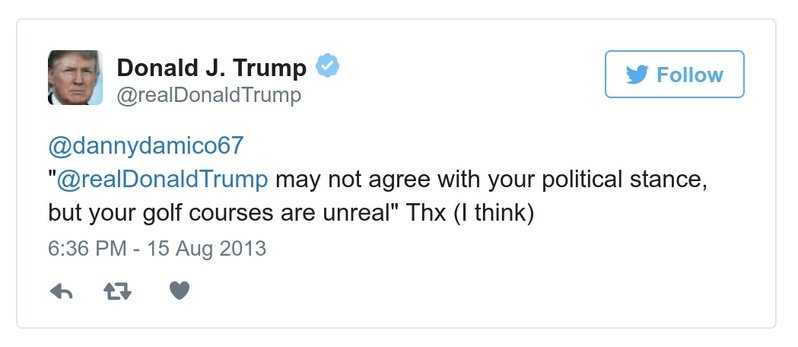 Donald J. Trump
@realDonaldTrump
Follow
@dannydamico67
"@realDonaldTrump may not agree with your political stance,
but your golf courses are unreal" Thx (I think)
6:36 PM - 15 Aug 2013